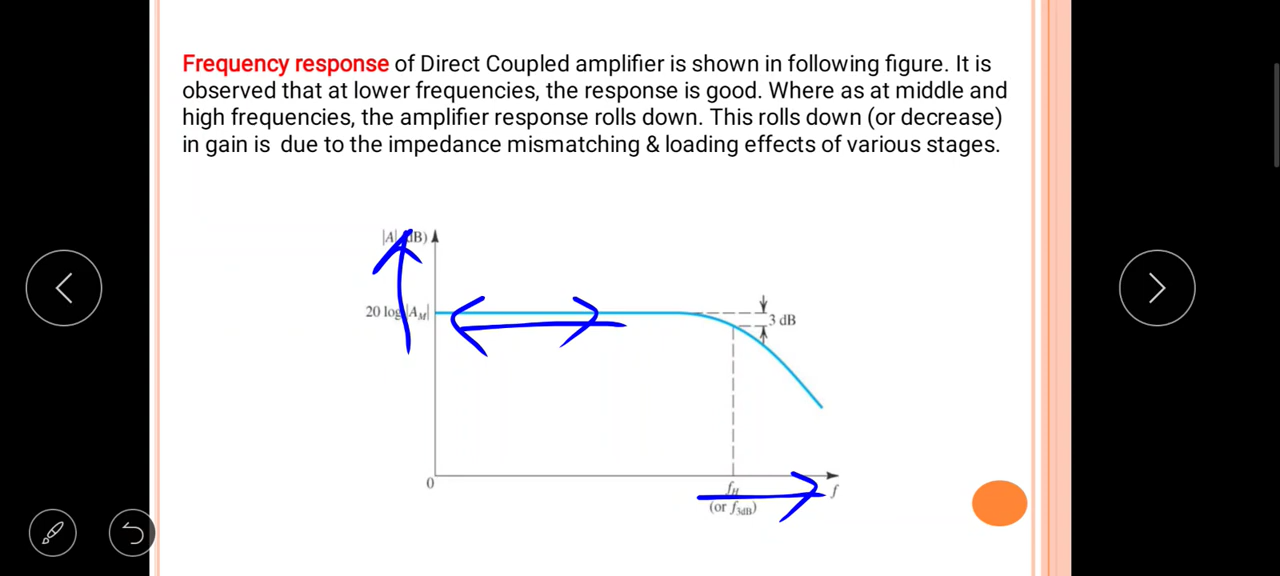 Frequency response of Direct Coupled amplifier is shown in following figure. It is
observed that at lower frequencies, the response is good. Where as at middle and
high frequencies, the amplifier response rolls down. This rolls down (or decrease)
in gain is due to the impedance mismatching & loading effects of various stages.
|A| (dB)
20 log |A_M|
3 dB
0
f_H
f
(or f_3dB)